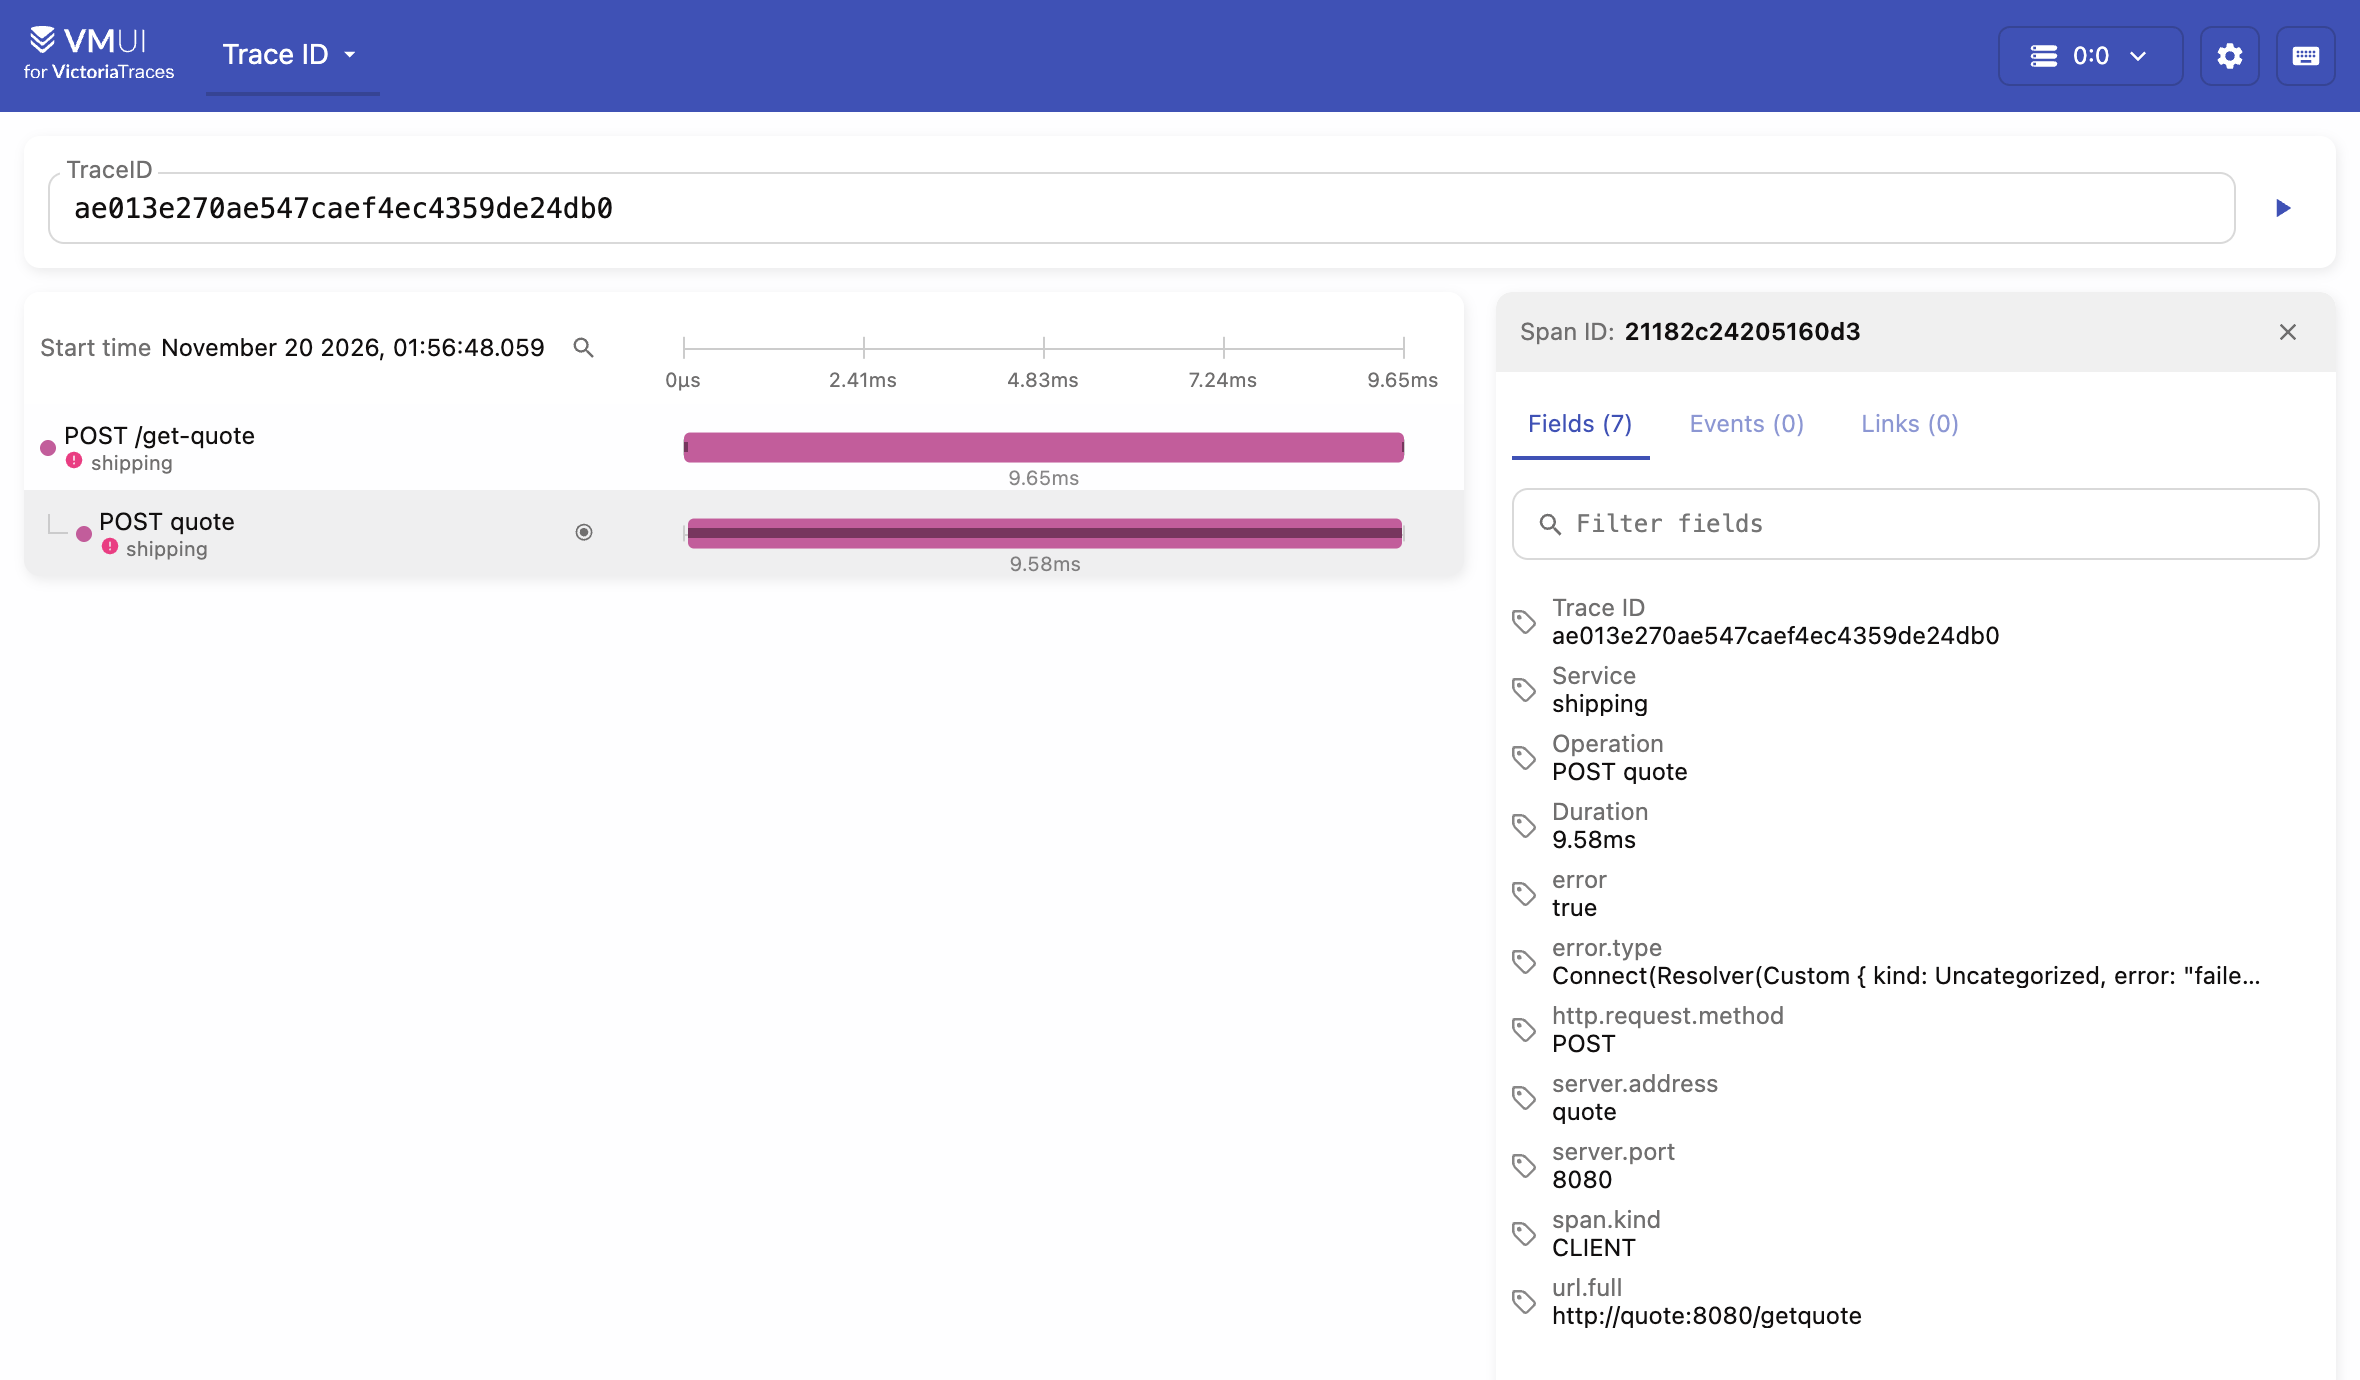 VMUI
for VictoriaTraces
Trace ID
0:0
TraceID
ae013e270ae547caef4ec4359de24db0
Start time November 20 2026, 01:56:48.059
0µs 2.41ms 4.83ms 7.24ms 9.65ms
POST /get-quote
shipping
9.65ms
POST quote
shipping
9.58ms
Span ID: 21182c24205160d3
Fields (7) Events (0) Links (0)
Filter fields
Trace ID
ae013e270ae547caef4ec4359de24db0
Service
shipping
Operation
POST quote
Duration
9.58ms
error
true
error.type
Connect(Resolver(Custom { kind: Uncategorized, error: "faile...
http.request.method
POST
server.address
quote
server.port
8080
span.kind
CLIENT
url.full
http://quote:8080/getquote